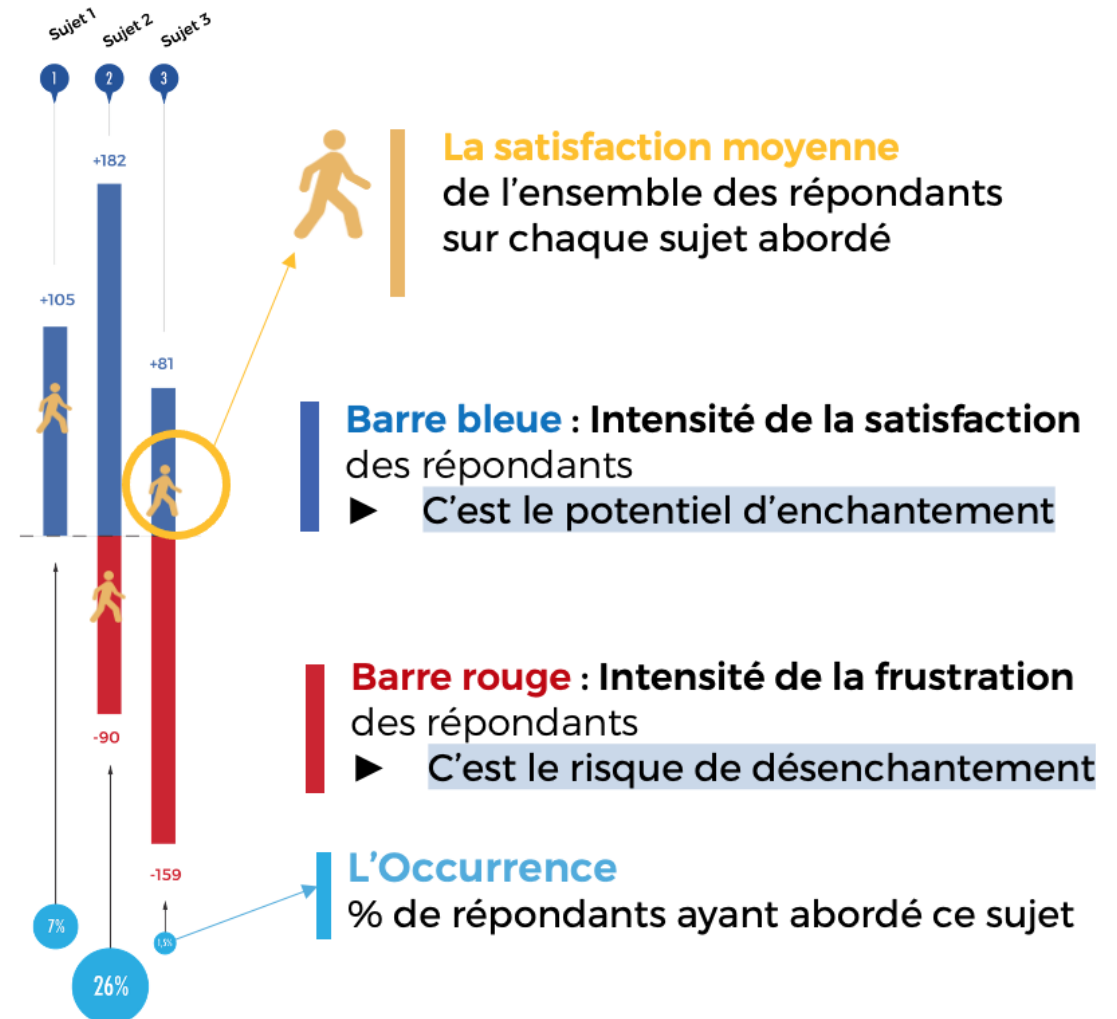 Sujet 1
Sujet 2
Sujet 3
1
2
3
+182
+105
+81
-90
-159
7%
26%
1,5%
La satisfaction moyenne
de l’ensemble des répondants
sur chaque sujet abordé
Barre bleue : Intensité de la satisfaction
des répondants
► C’est le potentiel d’enchantement
Barre rouge : Intensité de la frustration
des répondants
► C’est le risque de désenchantement
L’Occurrence
% de répondants ayant abordé ce sujet